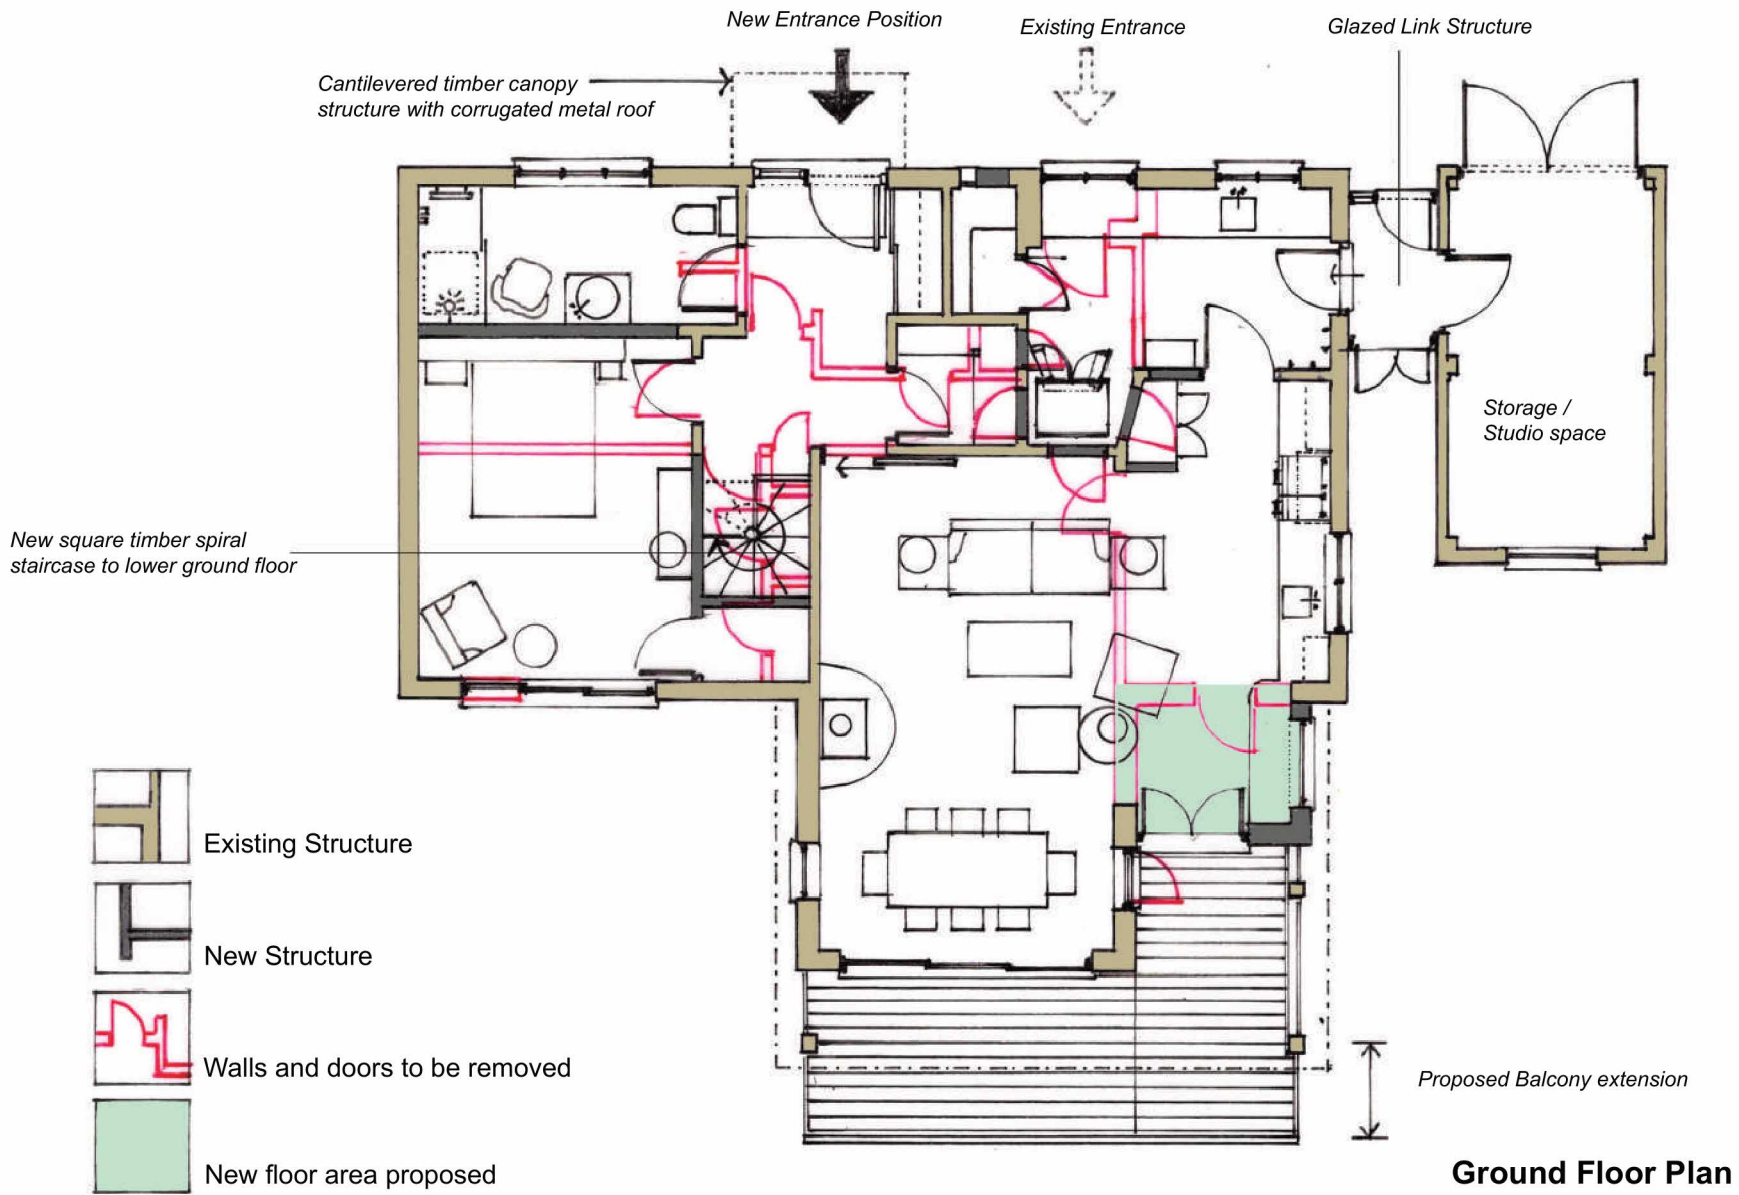 New Entrance Position
Existing Entrance
Glazed Link Structure
Cantilevered timber canopy
structure with corrugated metal roof
Storage /
Studio space
New square timber spiral
staircase to lower ground floor
Existing Structure
New Structure
Walls and doors to be removed
New floor area proposed
Proposed Balcony extension
Ground Floor Plan